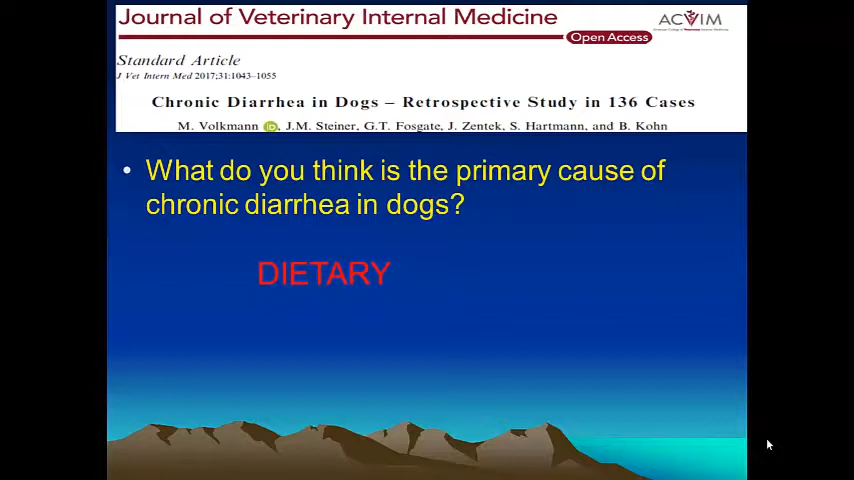 Journal of Veterinary Internal Medicine
ACVIM
Open Access
Standard Article
J Vet Intern Med 2017;31:1043–1055
Chronic Diarrhea in Dogs – Retrospective Study in 136 Cases
M. Volkmann iD, J.M. Steiner, G.T. Fosgate, J. Zentek, S. Hartmann, and B. Kohn
• What do you think is the primary cause of
chronic diarrhea in dogs?
DIETARY